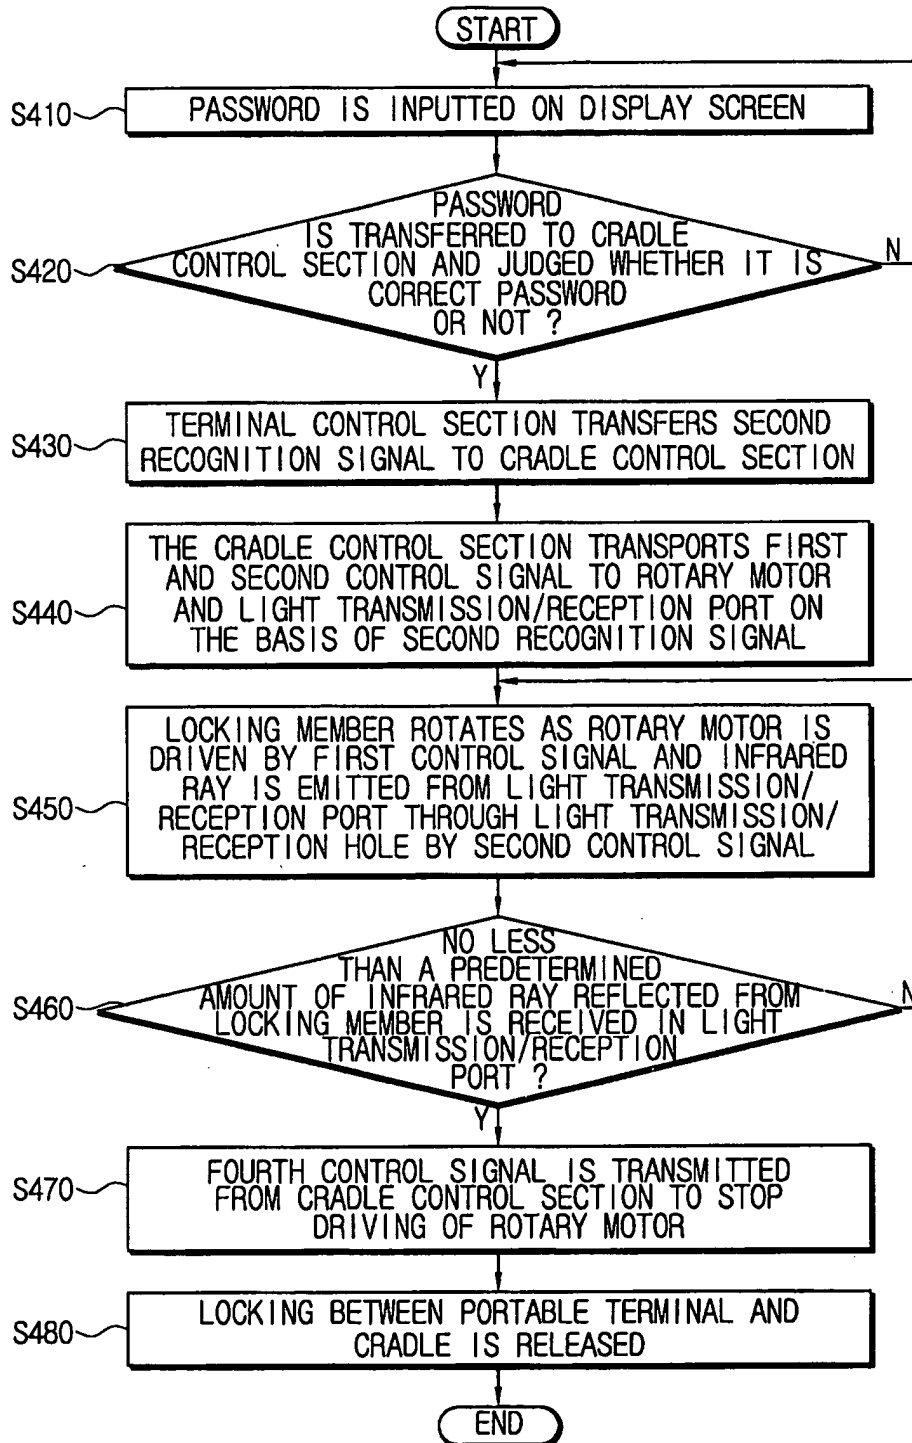 START
S410
PASSWORD IS INPUTTED ON DISPLAY SCREEN
PASSWORD
IS TRANSFERRED TO CRADLE
S420
CONTROL SECTION AND JUDGED WHETHER IT IS
CORRECT PASSWORD
OR NOT ?
N
Y
S430
TERMINAL CONTROL SECTION TRANSFERS SECOND
RECOGNITION SIGNAL TO CRADLE CONTROL SECTION
S440
THE CRADLE CONTROL SECTION TRANSPORTS FIRST
AND SECOND CONTROL SIGNAL TO ROTARY MOTOR
AND LIGHT TRANSMISSION/RECEPTION PORT ON
THE BASIS OF SECOND RECOGNITION SIGNAL
S450
LOCKING MEMBER ROTATES AS ROTARY MOTOR IS
DRIVEN BY FIRST CONTROL SIGNAL AND INFRARED
RAY IS EMITTED FROM LIGHT TRANSMISSION/
RECEPTION PORT THROUGH LIGHT TRANSMISSION/
RECEPTION HOLE BY SECOND CONTROL SIGNAL
NO LESS
THAN A PREDETERMINED
S460
AMOUNT OF INFRARED RAY REFLECTED FROM
LOCKING MEMBER IS RECEIVED IN LIGHT
TRANSMISSION/RECEPTION
PORT ?
N
Y
S470
FOURTH CONTROL SIGNAL IS TRANSMITTED
FROM CRADLE CONTROL SECTION TO STOP
DRIVING OF ROTARY MOTOR
S480
LOCKING BETWEEN PORTABLE TERMINAL AND
CRADLE IS RELEASED
END